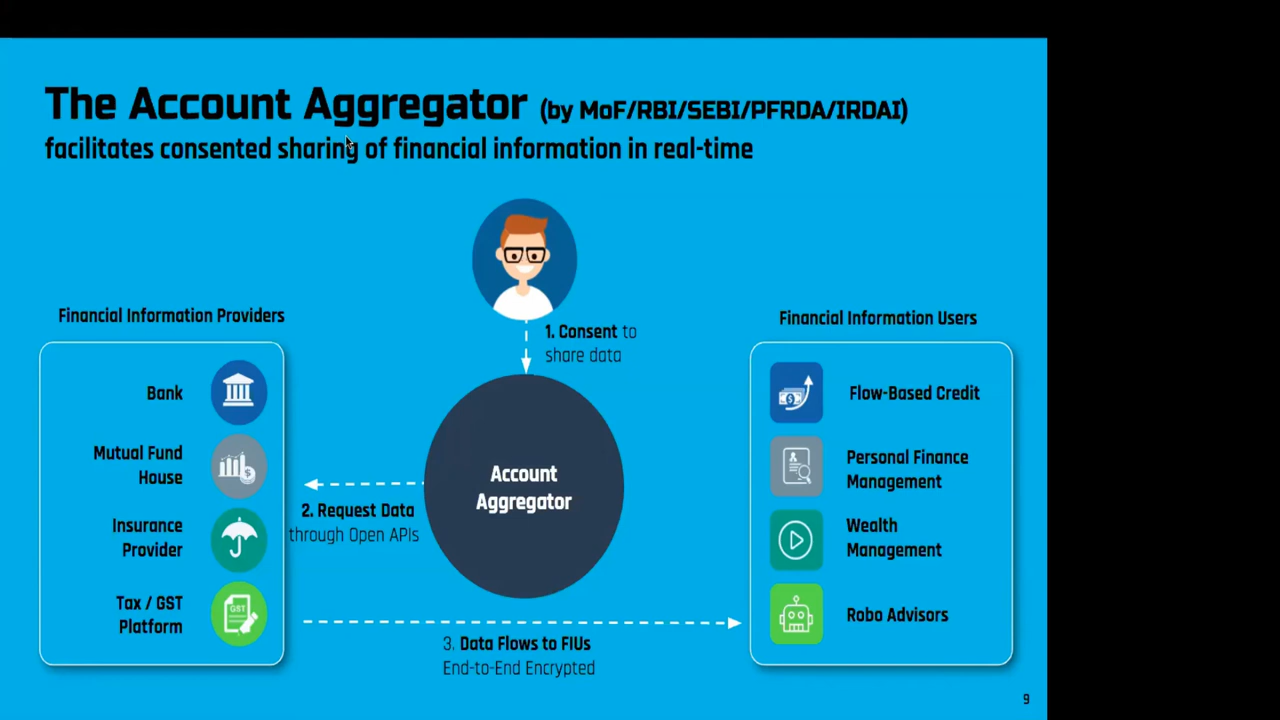 The Account Aggregator (by MoF/RBI/SEBI/PFRDA/IRDAI)
facilitates consented sharing of financial information in real-time
1. Consent to
share data
Financial Information Providers
Bank
Mutual Fund
House
Insurance
Provider
Tax / GST
Platform
GST
Account
Aggregator
2. Request Data
through Open APIs
3. Data Flows to FIUs
End-to-End Encrypted
Financial Information Users
Flow-Based Credit
Personal Finance
Management
Wealth
Management
Robo Advisors
9